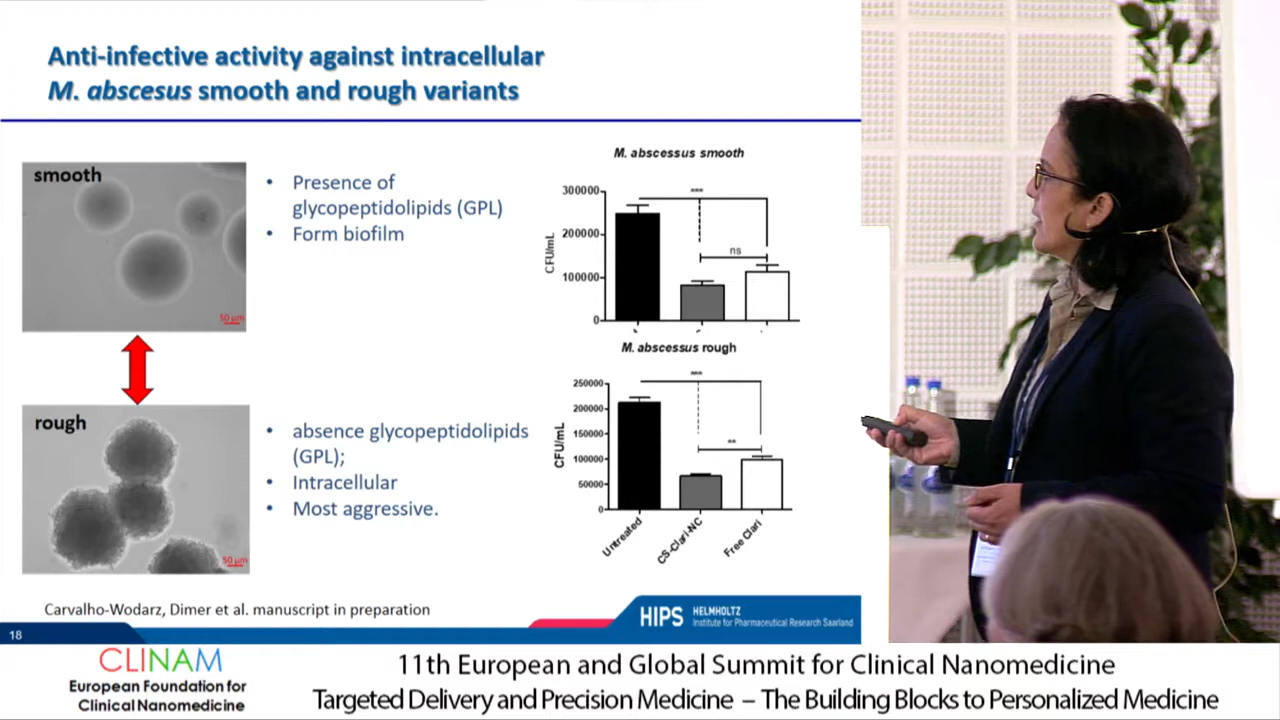 Anti-infective activity against intracellular
M. abscesus smooth and rough variants
smooth
50 µm
• Presence of
glycopeptidolipids (GPL)
• Form biofilm
M. abscessus smooth
CFU/mL
300000
200000
100000
0
***
ns
rough
50 µm
• absence glycopeptidolipids
(GPL);
• Intracellular
• Most aggressive.
M. abscessus rough
CFU/mL
250000
200000
150000
100000
50000
0
***
**
Untreated
CS-Clari-NC
Free Clari
Carvalho-Wodarz, Dimer et al. manuscript in preparation
18
HIPS
HELMHOLTZ
Institute for Pharmaceutical Research Saarland
CLINAM
European Foundation for
Clinical Nanomedicine
11th European and Global Summit for Clinical Nanomedicine
Targeted Delivery and Precision Medicine – The Building Blocks to Personalized Medicine